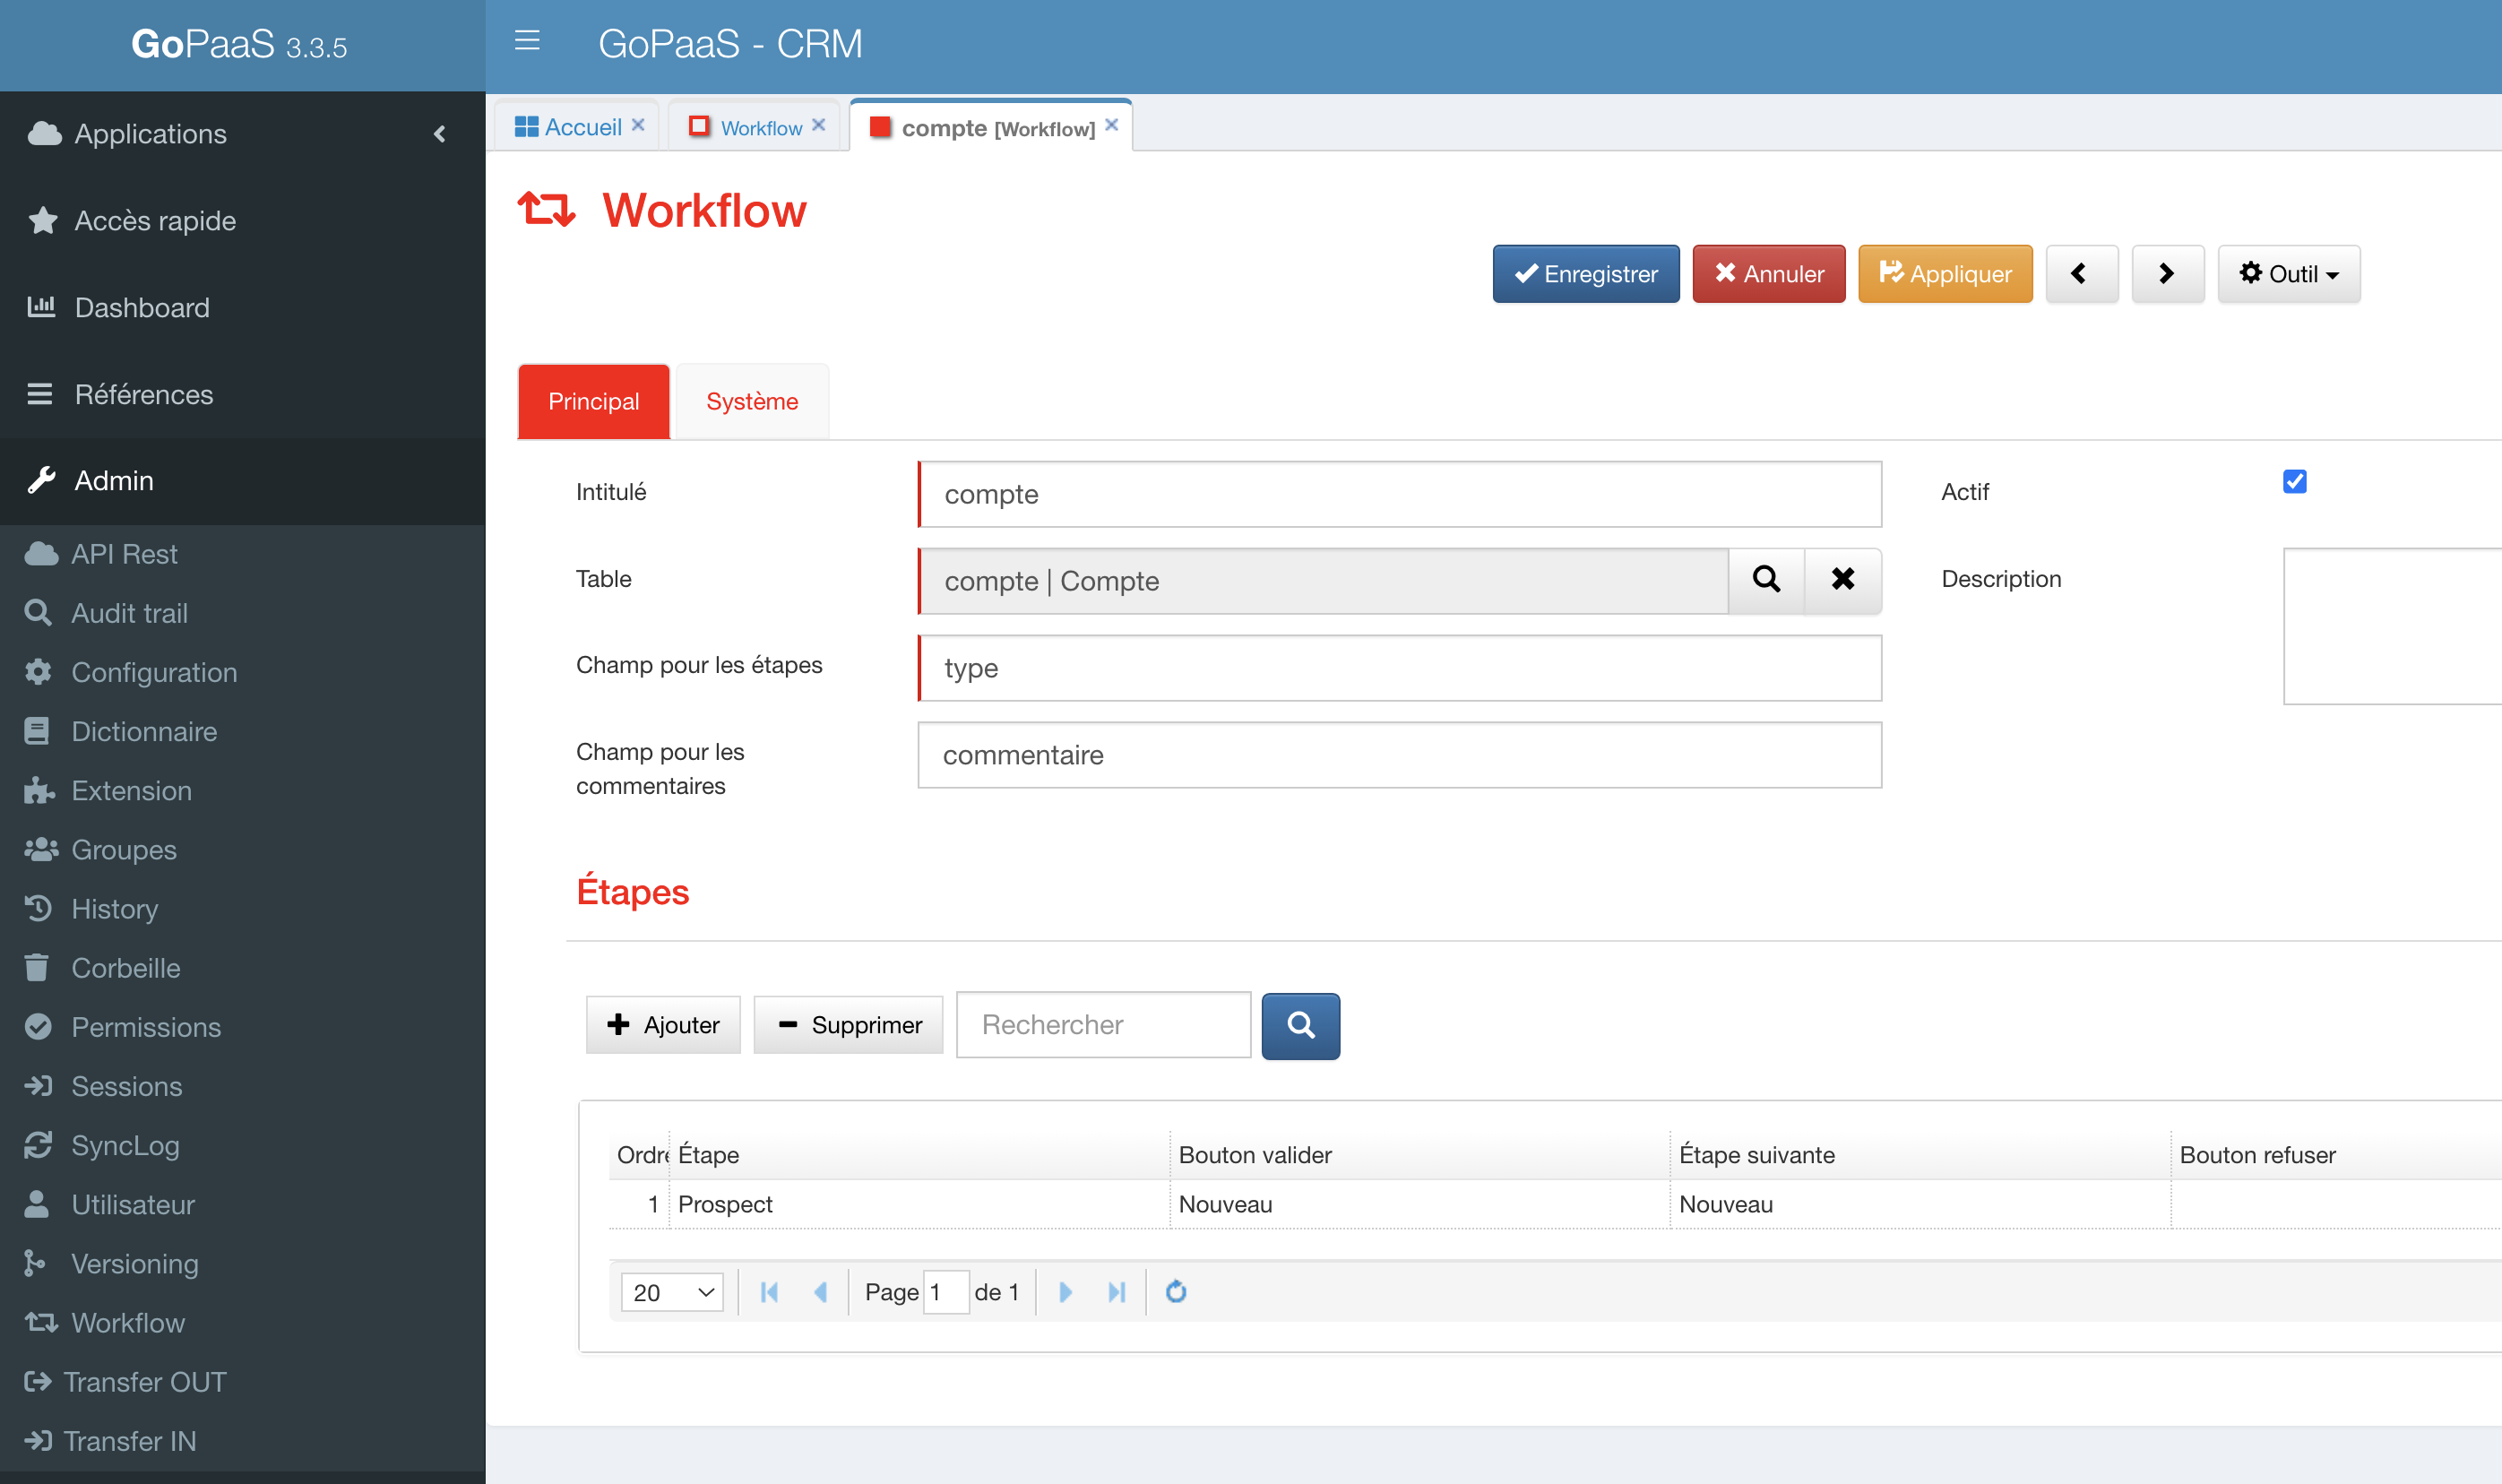 GoPaaS 3.3.5
GoPaaS - CRM
Applications
Accès rapide
Dashboard
Références
Admin
API Rest
Audit trail
Configuration
Dictionnaire
Extension
Groupes
History
Corbeille
Permissions
Sessions
SyncLog
Utilisateur
Versioning
Workflow
Transfer OUT
Transfer IN
Accueil
Workflow
compte [Workflow]
Workflow
Enregistrer
Annuler
Appliquer
Outil
Principal
Système
Intitulé
compte
Actif
Table
compte | Compte
Description
Champ pour les étapes
type
Champ pour les
commentaires
commentaire
Étapes
Ajouter
Supprimer
Rechercher
Ordre Étape Bouton valider Étape suivante Bouton refuser
1 Prospect Nouveau Nouveau
20 Page 1 de 1